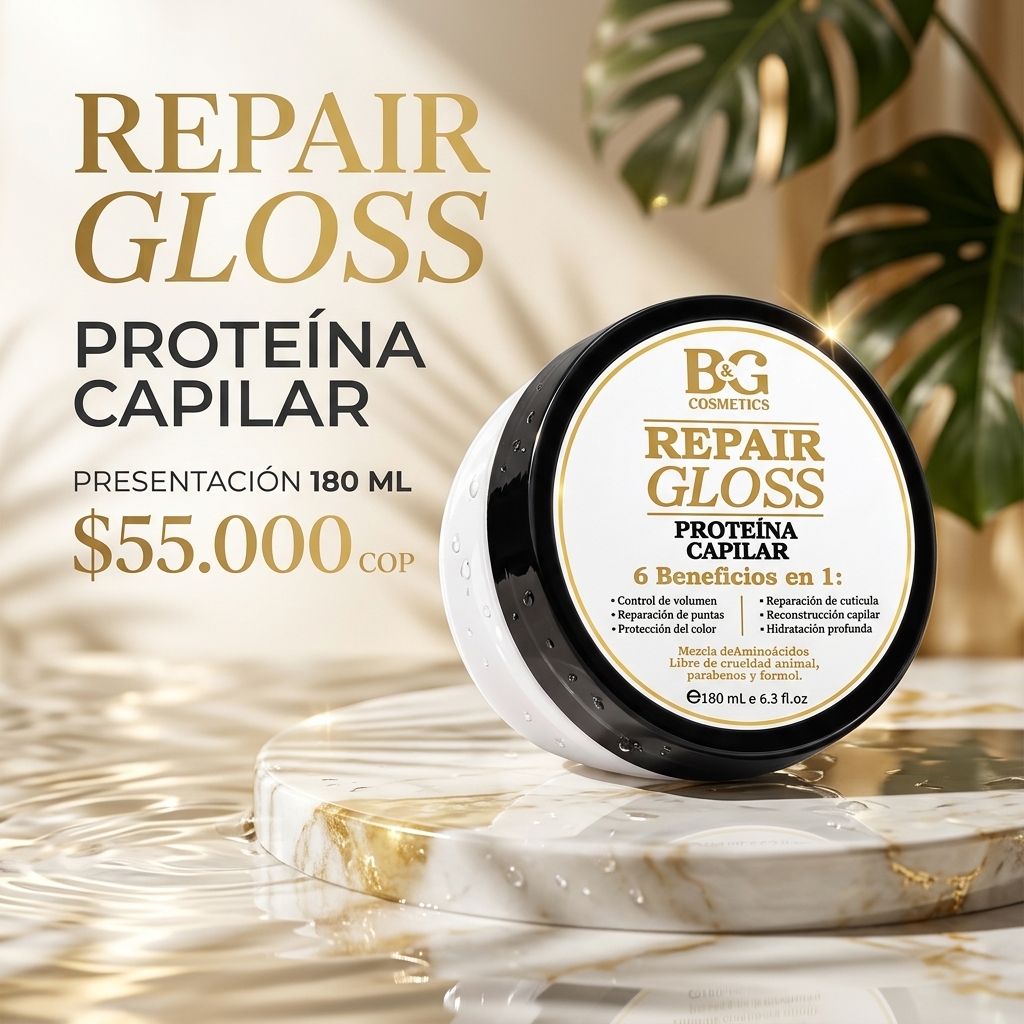 REPAIR
GLOSS
PROTEÍNA
CAPILAR
PRESENTACIÓN 180 ML
$55.000 COP
B&G
COSMETICS
REPAIR
GLOSS
PROTEÍNA
CAPILAR
6 Beneficios en 1:
• Control de volumen
• Reparación de puntas
• Protección del color
▪ Reparación de cuticula
▪ Reconstrucción capilar
▪ Hidratación profunda
Mezcla deAminoácidos
Libre de crueldad animal,
parabenos y formol.
℮180 mL e 6.3 fl.oz